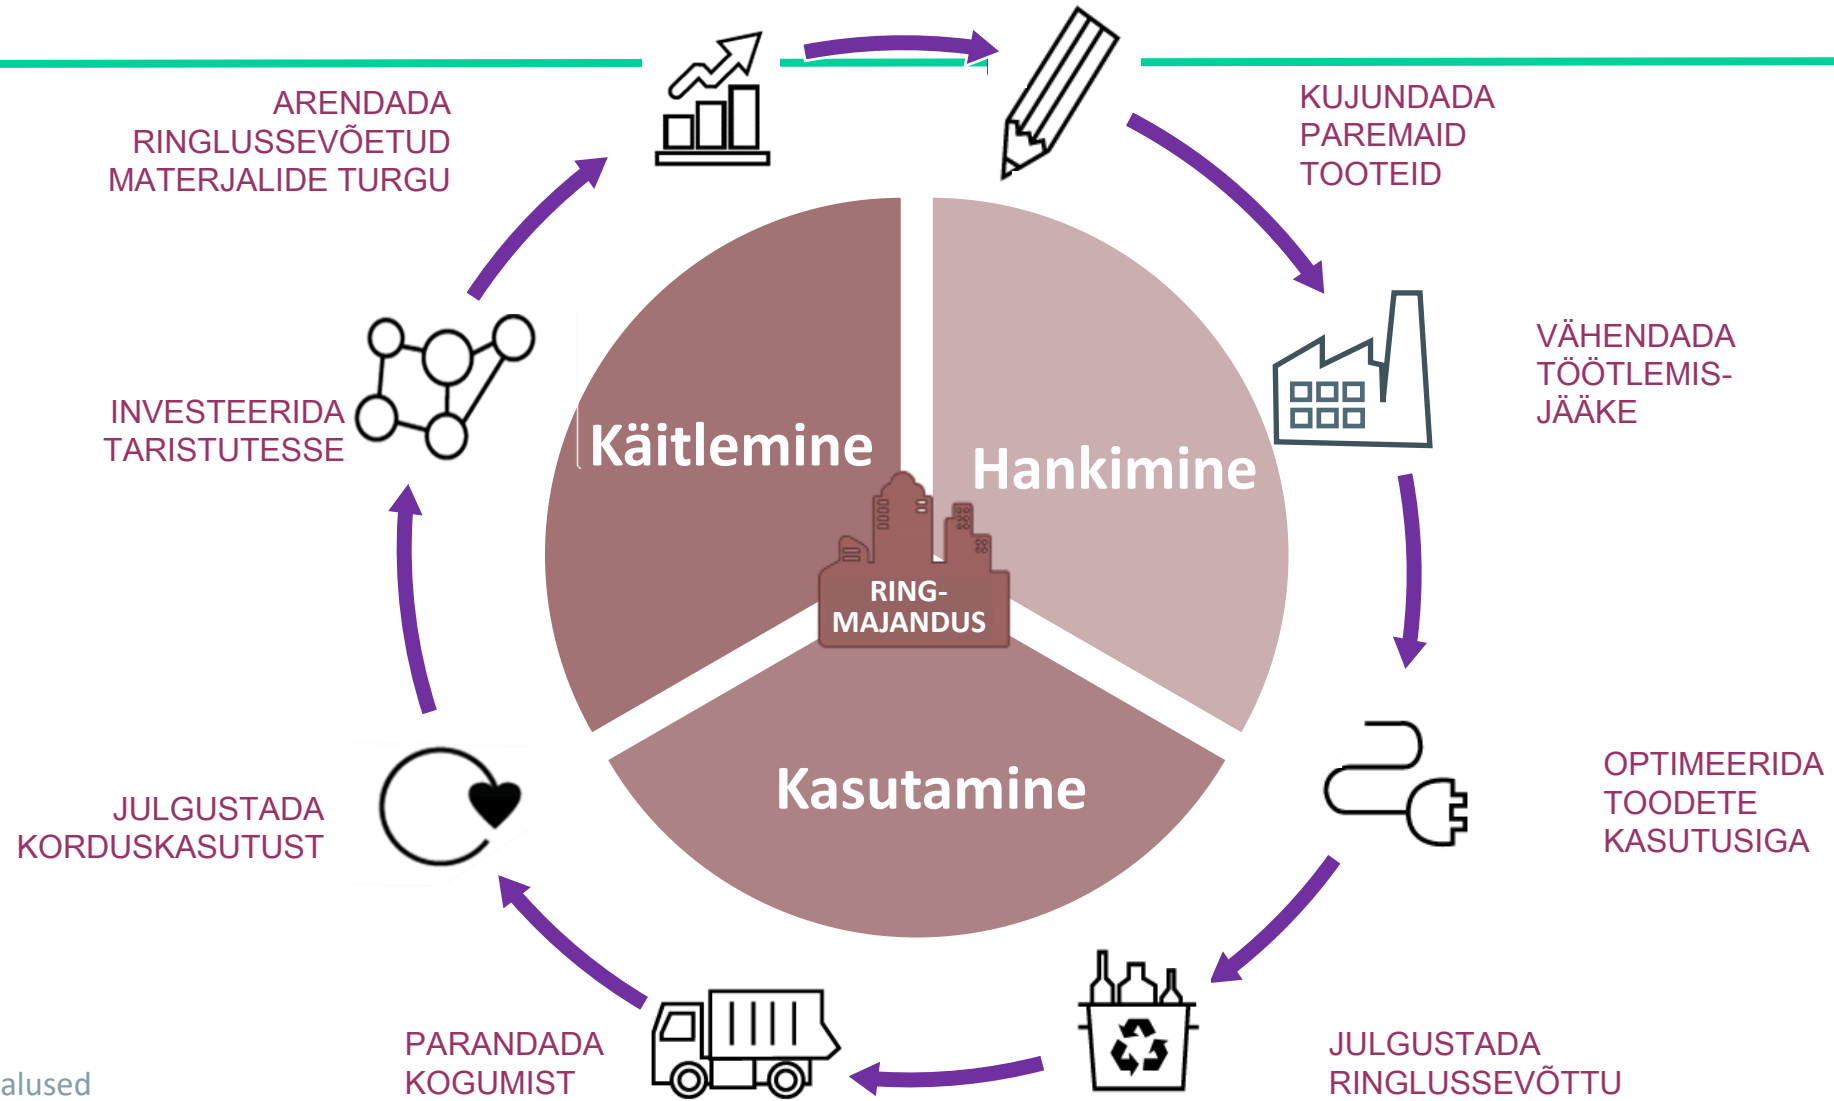 ARENDADA
RINGLUSSEVÕETUD
MATERJALIDE TURGU
KUJUNDADA
PAREMAID
TOOTEID
VÄHENDADA
TÖÖTLEMIS-
JÄÄKE
INVESTEERIDA
TARISTUTESSE
Käitlemine
Hankimine
RING-
MAJANDUS
Kasutamine
OPTIMEERIDA
TOODETE
KASUTUSIGA
JULGUSTADA
KORDUSKASUTUST
PARANDADA
KOGUMIST
JULGUSTADA
RINGLUSSEVÕTTU
alused